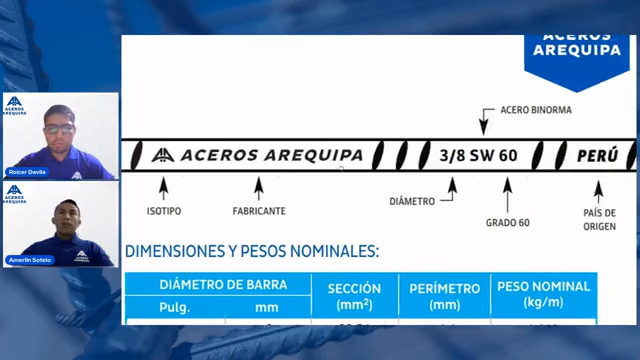 ACEROS
AREQUIPA
ACEROS
AREQUIPA
Roicer Davila
ACEROS
AREQUIPA
Amerlin Sotelo
ACERO BINORMA
ACEROS AREQUIPA 3/8 SW 60 PERÚ
ISOTIPO
FABRICANTE
DIÁMETRO
GRADO 60
PAÍS DE
ORIGEN
DIMENSIONES Y PESOS NOMINALES:
DIÁMETRO DE BARRA
SECCIÓN
(mm²)
PERÍMETRO
(mm)
PESO NOMINAL
(kg/m)
Pulg.
mm